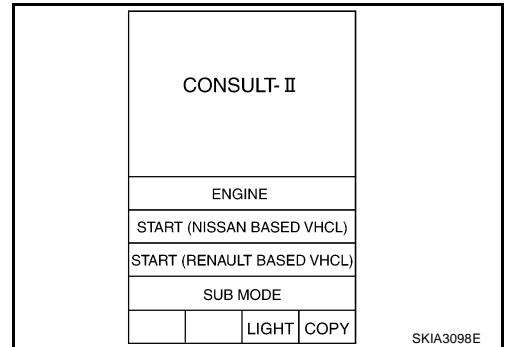 CONSULT-II
ENGINE
START (NISSAN BASED VHCL)
START (RENAULT BASED VHCL)
SUB MODE
LIGHT COPY
SKIA3098E